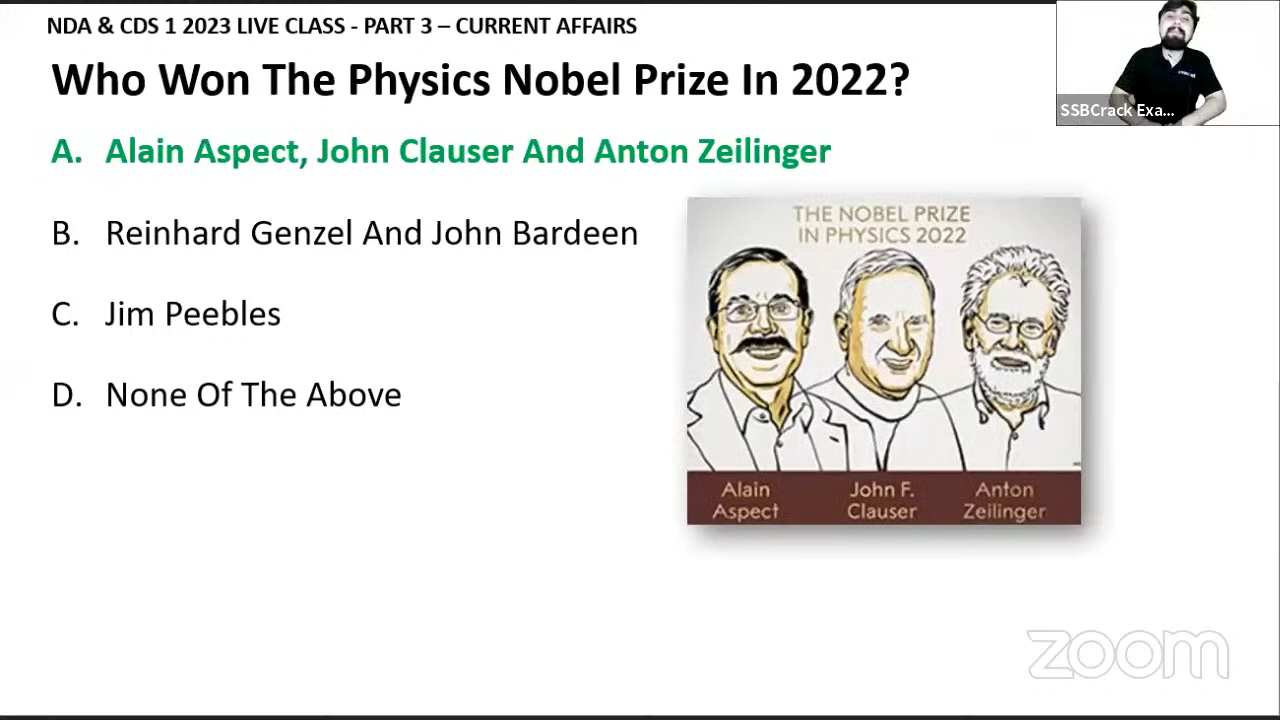 NDA & CDS 1 2023 LIVE CLASS - PART 3 – CURRENT AFFAIRS
Who Won The Physics Nobel Prize In 2022?
SSBCrack Exa...
A. Alain Aspect, John Clauser And Anton Zeilinger
B. Reinhard Genzel And John Bardeen
C. Jim Peebles
D. None Of The Above
THE NOBEL PRIZE
IN PHYSICS 2022
Alain
Aspect
John F.
Clauser
Anton
Zeilinger
zoom